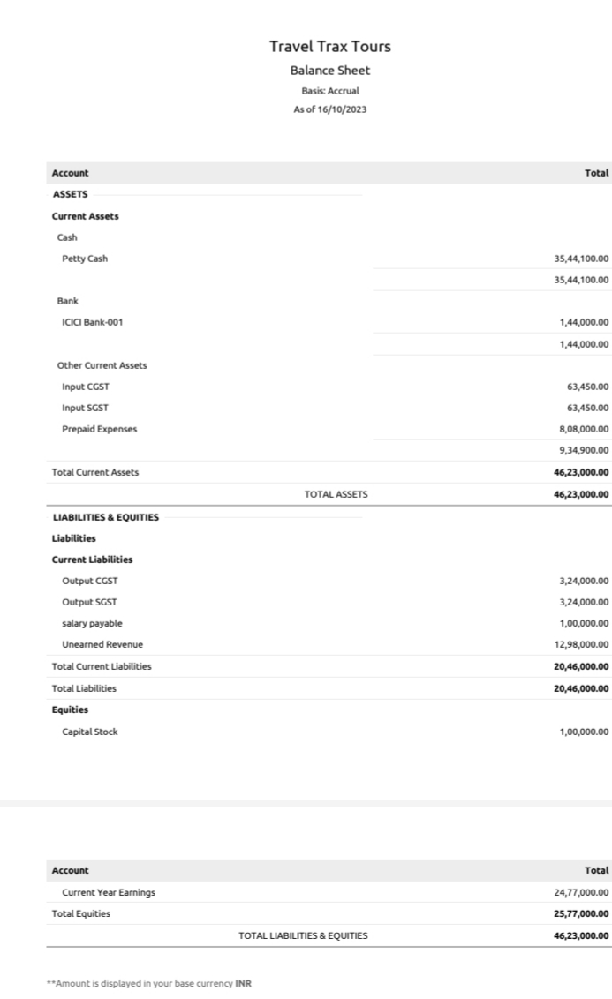 Travel Trax Tours
Balance Sheet
Basis: Accrual
As of 16/10/2023
Account Total
ASSETS
Current Assets
Cash
Petty Cash 35,44,100.00
35,44,100.00
Bank
ICICI Bank-001 1,44,000.00
1,44,000.00
Other Current Assets
Input CGST 63,450.00
Input SGST 63,450.00
Prepaid Expenses 8,08,000.00
9,34,900.00
Total Current Assets 46,23,000.00
TOTAL ASSETS 46,23,000.00
LIABILITIES & EQUITIES
Liabilities
Current Liabilities
Output CGST 3,24,000.00
Output SGST 3,24,000.00
salary payable 1,00,000.00
Unearned Revenue 12,98,000.00
Total Current Liabilities 20,46,000.00
Total Liabilities 20,46,000.00
Equities
Capital Stock 1,00,000.00
Account Total
Current Year Earnings 24,77,000.00
Total Equities 25,77,000.00
TOTAL LIABILITIES & EQUITIES 46,23,000.00
**Amount is displayed in your base currency INR